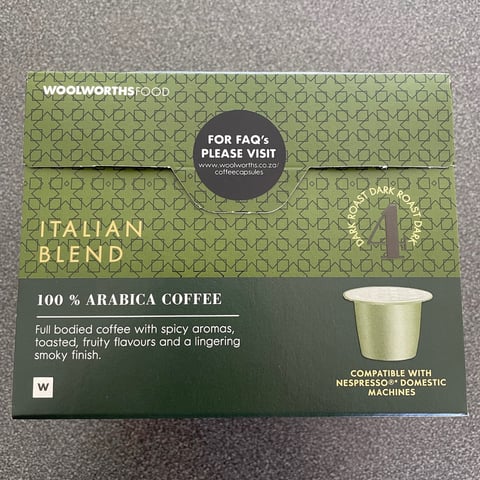 WOOLWORTHSFOOD
FOR FAQ's
PLEASE VISIT
www.woolworths.co.za/
coffeecapsules
ITALIAN
BLEND
DARK ROAST DARK ROAST DARK
4
100 % ARABICA COFFEE
Full bodied coffee with spicy aromas,
toasted, fruity flavours and a lingering
smoky finish.
W
COMPATIBLE WITH
NESPRESSO®* DOMESTIC
MACHINES